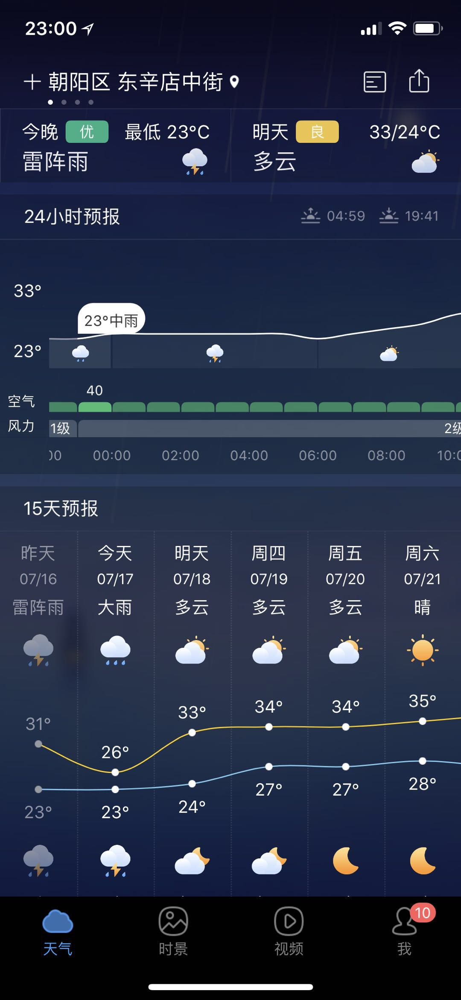 23:00
朝阳区 东辛店中街
今晚 优 最低 23°C
雷阵雨
明天 良 33/24°C
多云
24小时预报 04:59 19:41
33°
23°中雨
23°
40
空气
风力 1级 2级
00 00:00 02:00 04:00 06:00 08:00 10:0
15天预报
昨天 今天 明天 周四 周五 周六
07/16 07/17 07/18 07/19 07/20 07/21
雷阵雨 大雨 多云 多云 多云 晴
31° 26° 33° 34° 34° 35°
23° 23° 24° 27° 27° 28°
10
天气 时景 视频 我